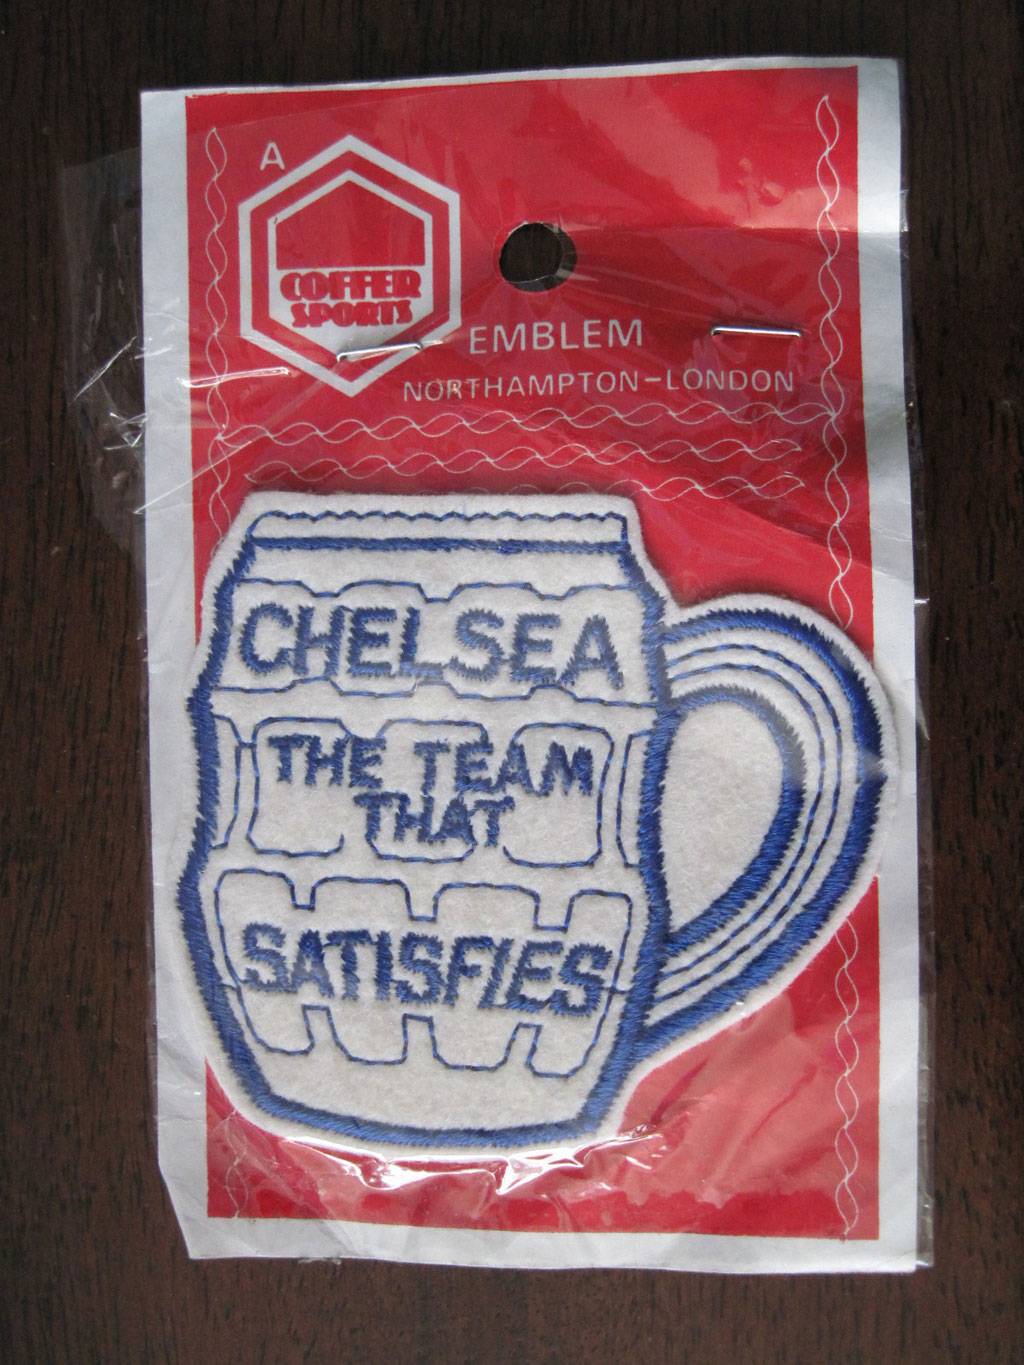 A
COFFER
SPORTS
EMBLEM
NORTHAMPTON-LONDON
CHELSEA
THE TEAM
THAT
SATISFIES